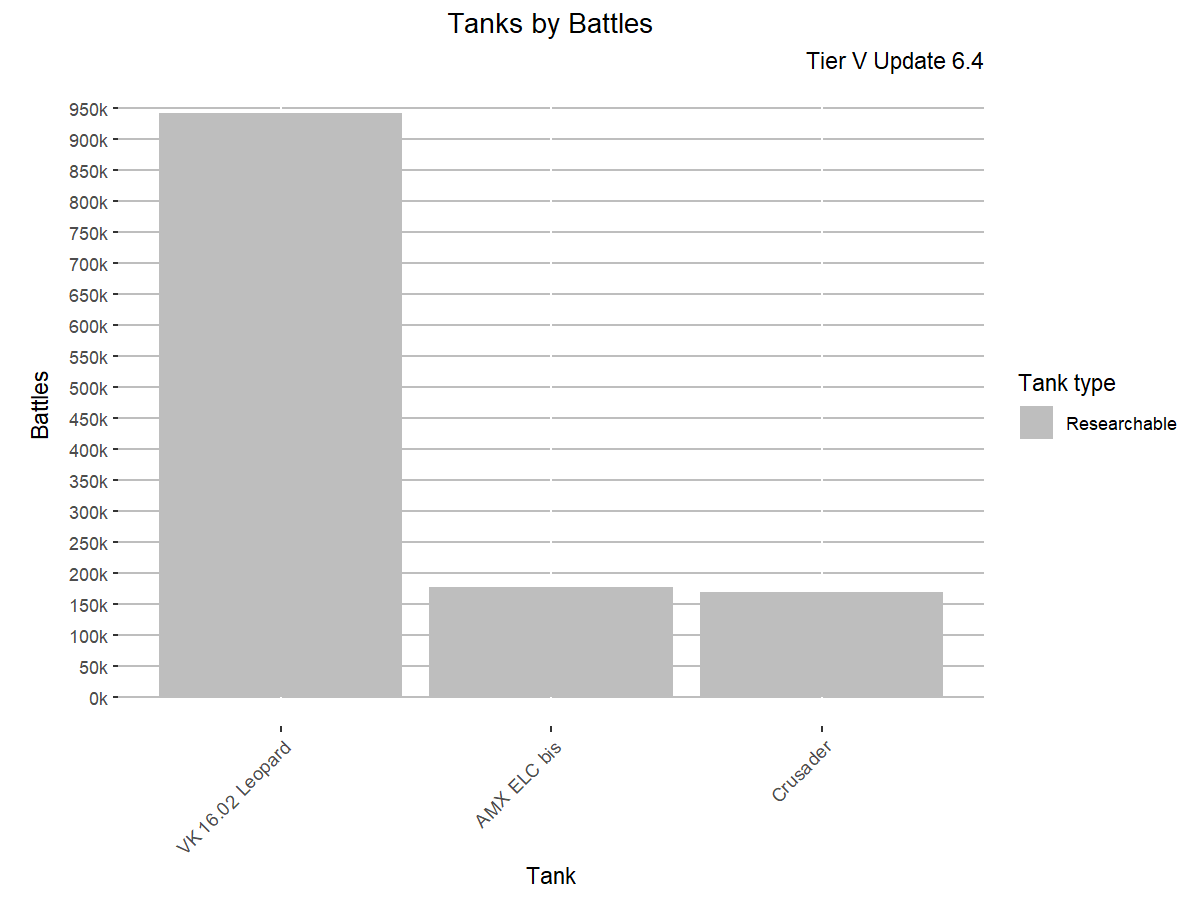 Tanks by Battles
Tier V Update 6.4
Battles
950k
900k
850k
800k
750k
700k
650k
600k
550k
500k
450k
400k
350k
300k
250k
200k
150k
100k
50k
0k
VK 16.02 Leopard
AMX ELC bis
Crusader
Tank
Tank type
Researchable